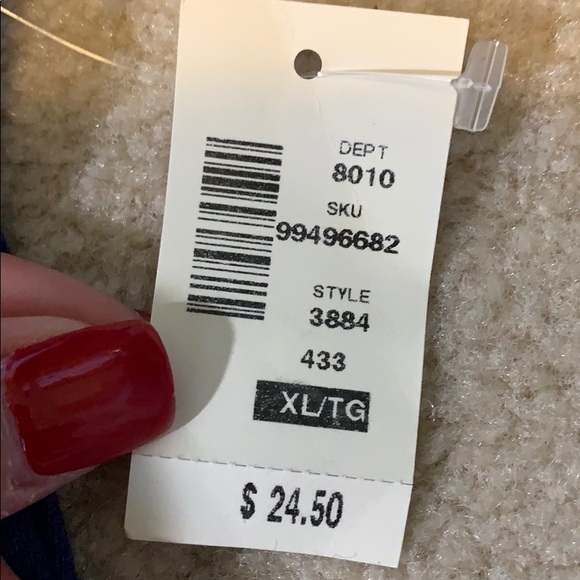 DEPT
8010
SKU
99496682
STYLE
3884
433
XL/TG
$ 24.50